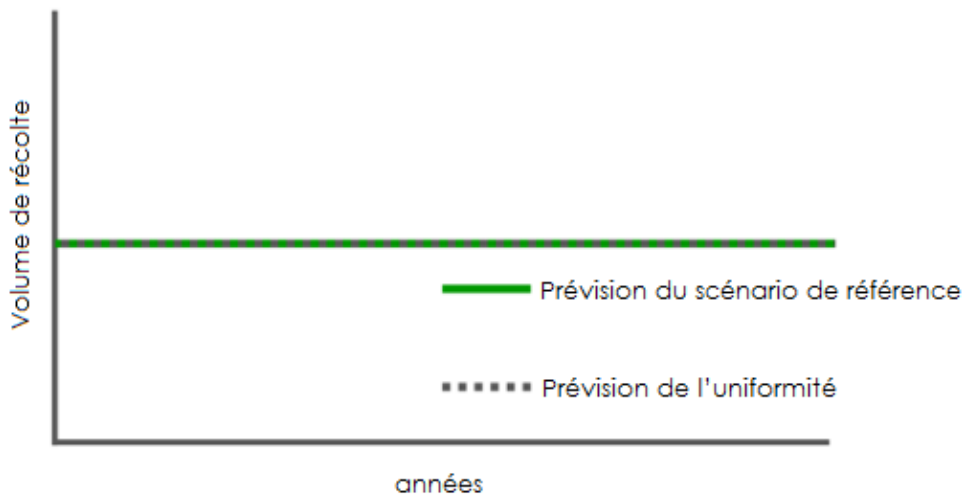 Volume de récolte
Prévision du scénario de référence
Prévision de l'uniformité
années